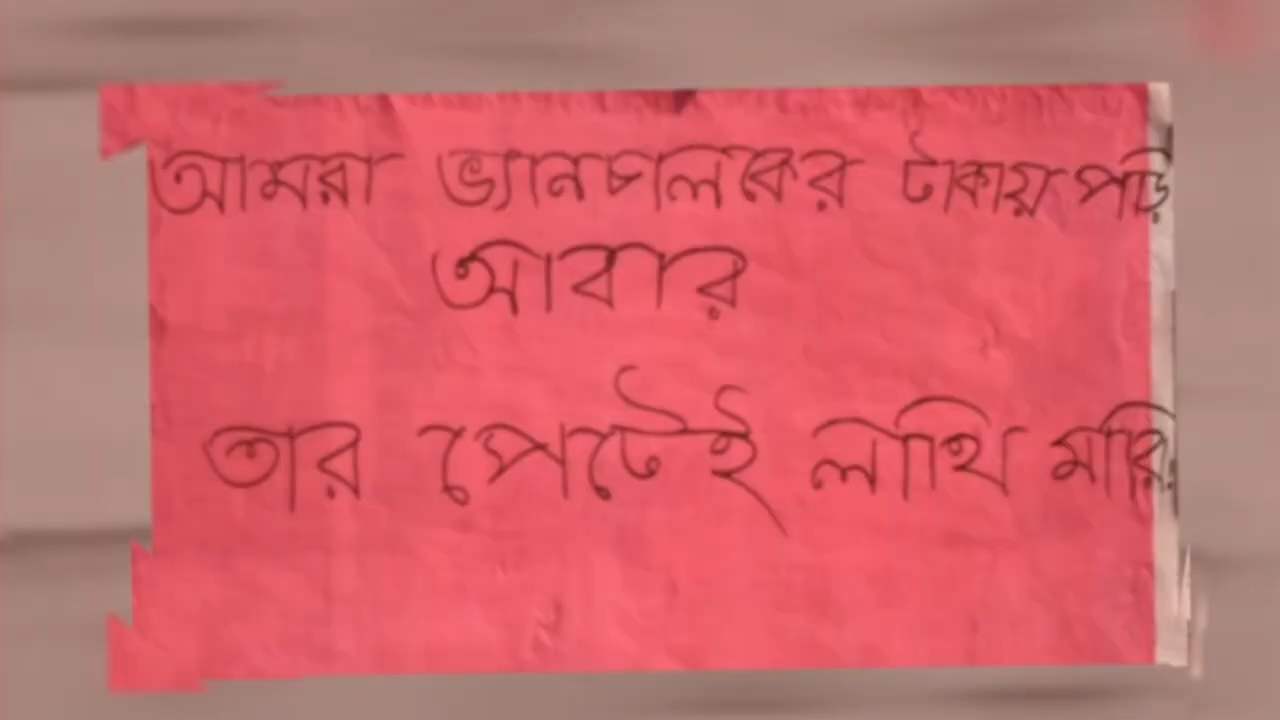 আমরা ভ্যানচালকের টাকায় পড়ি
আবার
তার পেটেই লাথি মারি